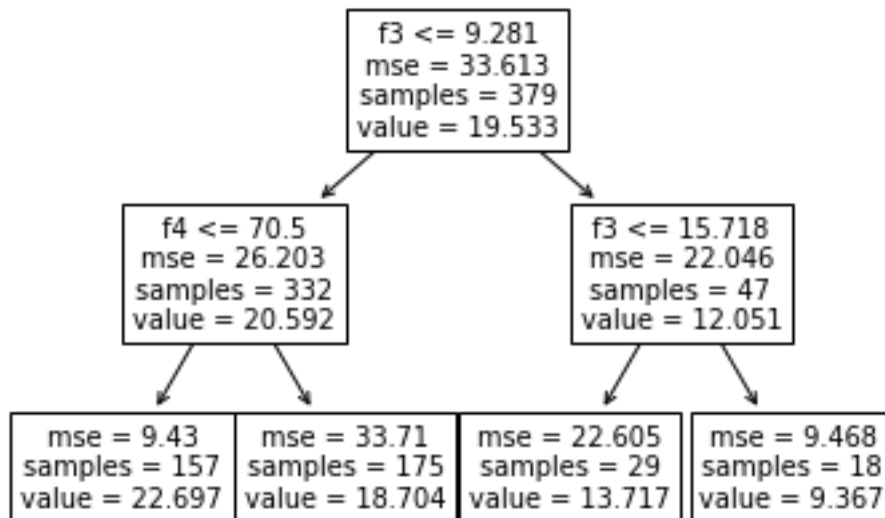 f3 <= 9.281
mse = 33.613
samples = 379
value = 19.533
f4 <= 70.5
mse = 26.203
samples = 332
value = 20.592
f3 <= 15.718
mse = 22.046
samples = 47
value = 12.051
mse = 9.43
samples = 157
value = 22.697
mse = 33.71
samples = 175
value = 18.704
mse = 22.605
samples = 29
value = 13.717
mse = 9.468
samples = 18
value = 9.367